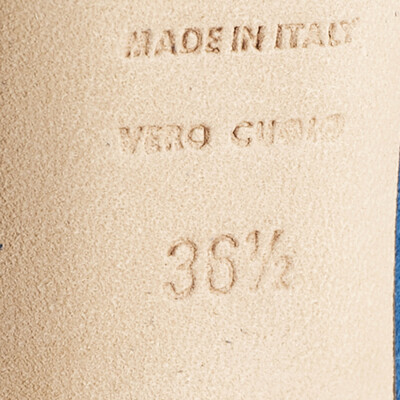 MADE IN ITALY
VERO CUOIO
36½